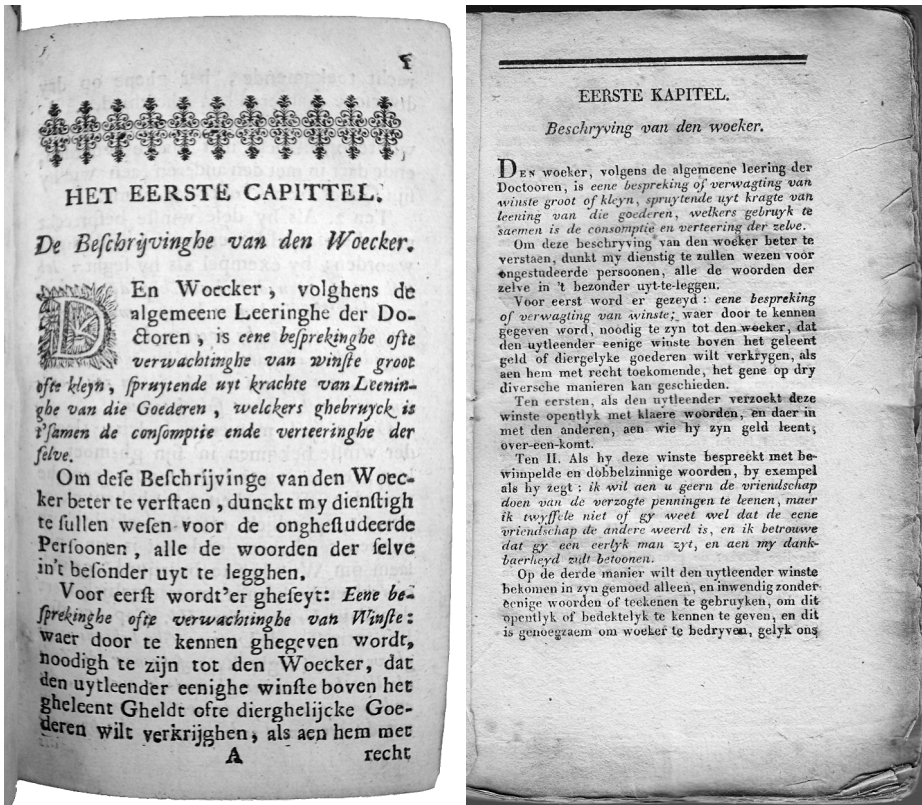 HET EERSTE CAPITTEL.
De Beſchrijvinghe van den Woecker.
DEn Woecker, volghens de
algemeene Leeringhe der Do-
ctoren, is eene beſprekinghe ofte
verwachtinghe van winſte groot
ofte kleyn, ſpruytende uyt krachte van Leenin-
ghe van die Goederen, welckers ghebruyck is
t'ſamen de conſomptie ende verteeringhe der
ſelve.
Om deſe Beſchrijvinge van den Woec-
ker beter te verſtaen, dunckt my dienſtigh
te ſullen weſen voor de ongheſtudeerde
Perſoonen, alle de woorden der ſelve
in't beſonder uyt te legghen.
Voor eerſt wordt'er gheſeyt: Eene be-
ſprekinghe ofte verwachtinghe van Winſte:
waer door te kennen ghegeven wordt,
noodigh te zijn tot den Woecker, dat
den uytleender eenighe winſte boven het
gheleent Gheldt ofte dierghelijcke Goe-
deren wilt verkrijghen, als aen hem met
A recht
EERSTE KAPITEL.
Beschryving van den woeker.
DEN woeker, volgens de algemeene leering der
Doctooren, is eene bespreking of verwagting van
winste groot of kleyn, spruytende uyt kragte van
leening van die goederen, welkers gebruyk te
saemen is de consomptie en verteering der zelve.
Om deze beschryving van den woeker beter te
verstaen, dunkt my dienstig te zullen wezen voor
ongestudeerde persoonen, alle de woorden der
zelve in 't bezonder uyt-te-leggen.
Voor eerst word er gezeyd: eene bespreking
of verwagting van winste; waer door te kennen
gegeven word, noodig te zyn tot den woeker, dat
den uytleender eenige winste boven het geleent
geld of diergelyke goederen wilt verkrygen, als
aen hem met recht toekomende, het gene op dry
diversche manieren kan geschieden.
Ten eersten, als den uytleender verzoekt deze
winste opentlyk met klaere woorden, en daer in
met den anderen, aen wie hy zyn geld leent,
over-een-komt.
Ten II. Als hy deze winste bespreekt met be-
wimpelde en dobbelzinnige woorden, by exempel
als hy zegt: ik wil aen u geern de vriendschap
doen van de verzogte penningen te leenen, maer
ik twyffele niet of gy weet wel dat de eene
vriendschap de andere weerd is, en ik betrouwe
dat gy een eerlyk man zyt, en aen my dank-
baerheyd zult betoonen.
Op de derde manier wilt den uytleender winste
bekomen in zyn gemoed alleen, en inwendig zonder
eenige woorden of teekenen te gebruyken, om dit
opentlyk of bedektelyk te kennen te geven, en dit
is genoegzaem om woeker te bedryven, gelyk ons